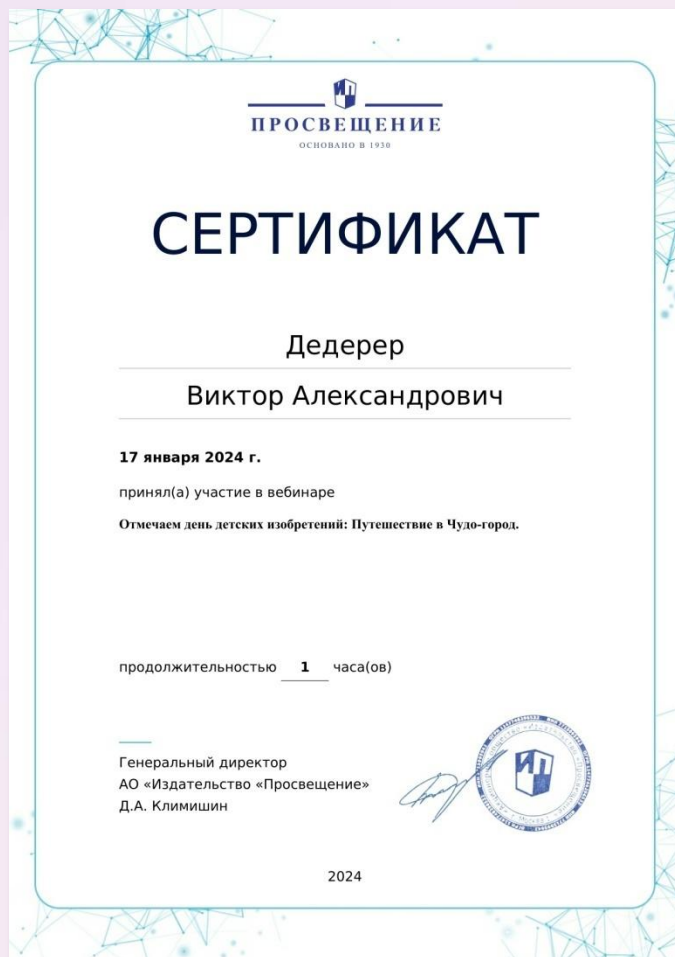 ПРОСВЕЩЕНИЕ
ОСНОВАНО В 1930
СЕРТИФИКАТ
Дедерер
Виктор Александрович
17 января 2024 г.
принял(а) участие в вебинаре
Отмечаем день детских изобретений: Путешествие в Чудо-город.
продолжительностью 1 часа(ов)
Генеральный директор
АО «Издательство «Просвещение»
Д.А. Климишин
2024